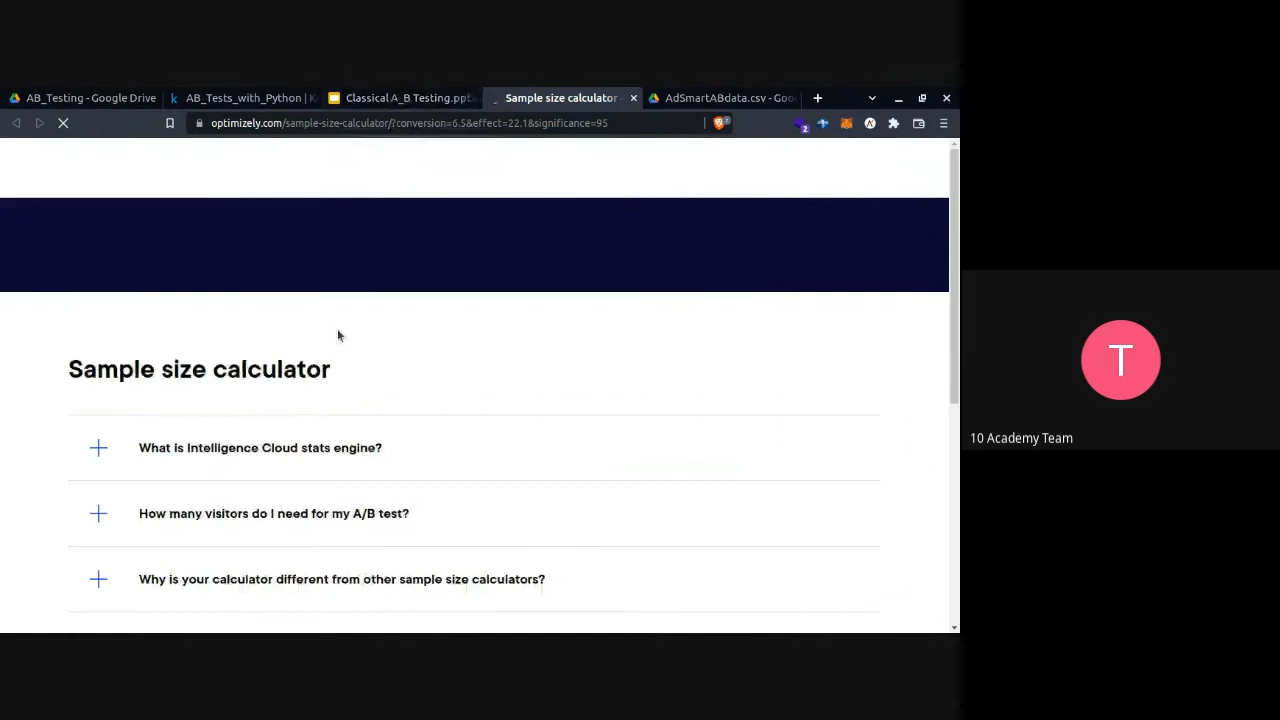 AB_Testing - Google Drive
AB_Tests_with_Python | K
Classical A_B Testing.ppt
Sample size calculator -
AdSmartABdata.csv - Goo
optimizely.com/sample-size-calculator/?conversion=6.5&effect=22.1&significance=95
2
Sample size calculator
What is Intelligence Cloud stats engine?
How many visitors do I need for my A/B test?
Why is your calculator different from other sample size calculators?
T
10 Academy Team